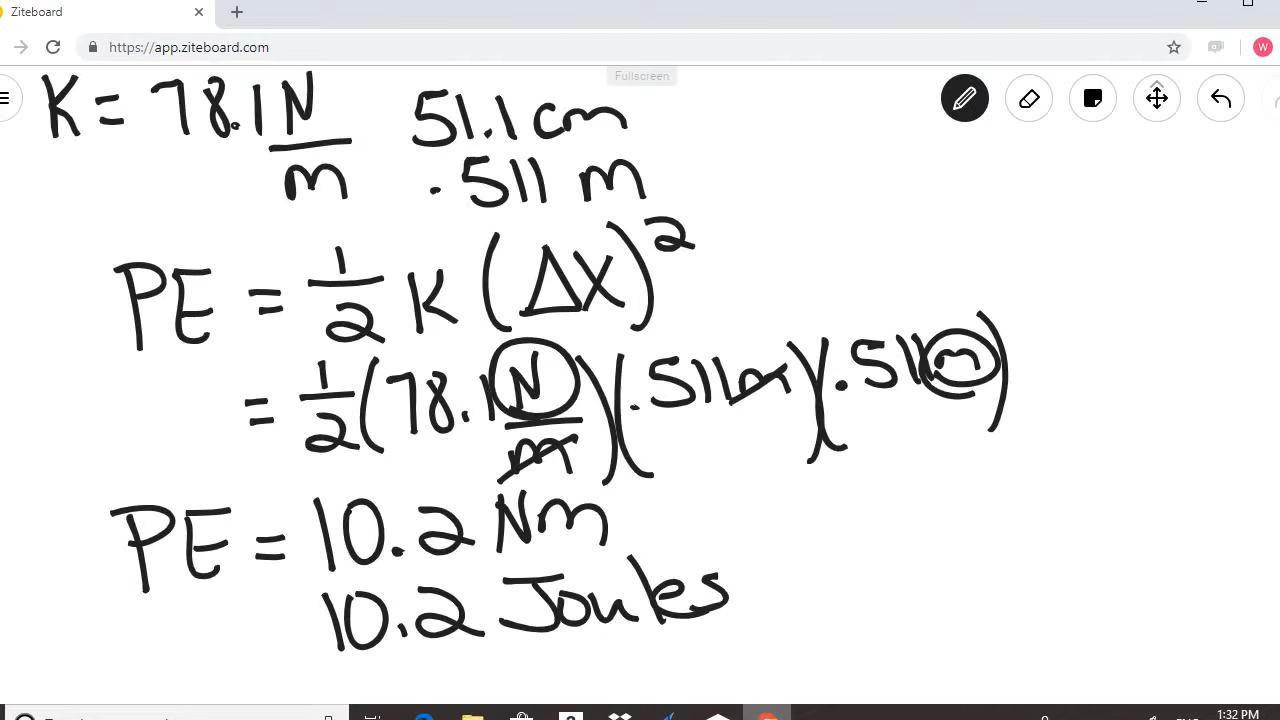 Ziteboard
https://app.ziteboard.com
W
Fullscreen
K = 78.1 N/m 51.1 cm
.511 m
PE = 1/2 K (ΔX)²
= 1/2 (78.1 N/m)(.511m)(.511m)
PE = 10.2 Nm
10.2 Joules
1:32 PM